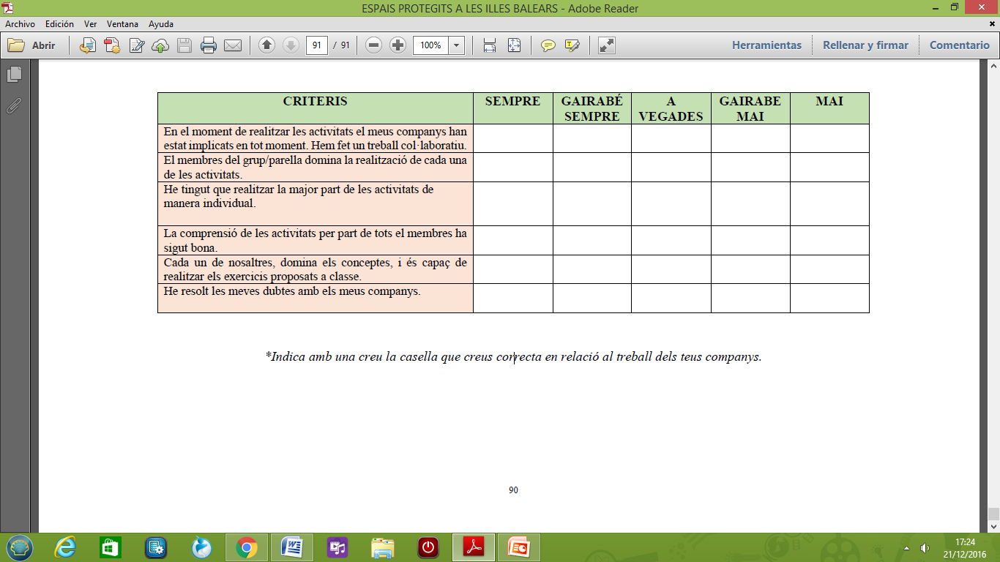 ESPAIS PROTEGITS A LES ILLES BALEARS - Adobe Reader
Archivo Edición Ver Ventana Ayuda
Abrir 91 / 91 100% Herramientas Rellenar y firmar Comentario
CRITERIS SEMPRE GAIRABÉ SEMPRE A VEGADES GAIRABE MAI MAI
En el moment de realitzar les activitats el meus companys han
estat implicats en tot moment. Hem fet un treball col·laboratiu.
El membres del grup/parella domina la realització de cada una
de les activitats.
He tingut que realitzar la major part de les activitats de
manera individual.
La comprensió de les activitats per part de tots el membres ha
sigut bona.
Cada un de nosaltres, domina els conceptes, i és capaç de
realitzar els exercicis proposats a classe.
He resolt les meves dubtes amb els meus companys.
*Indica amb una creu la casella que creus correcta en relació al treball dels teus companys.
90
17:24
21/12/2016